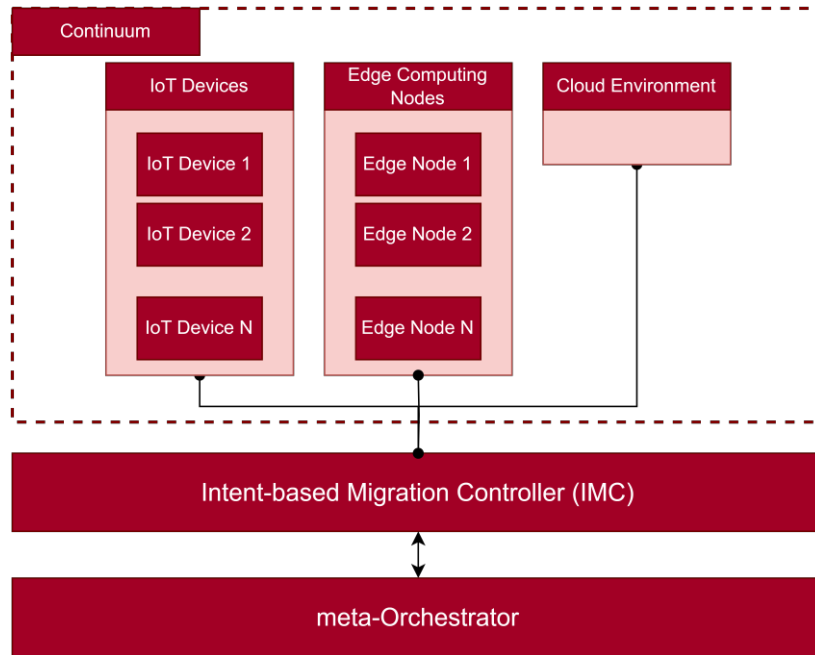 Continuum
IoT Devices
IoT Device 1
IoT Device 2
IoT Device N
Edge Computing
Nodes
Edge Node 1
Edge Node 2
Edge Node N
Cloud Environment
Intent-based Migration Controller (IMC)
meta-Orchestrator